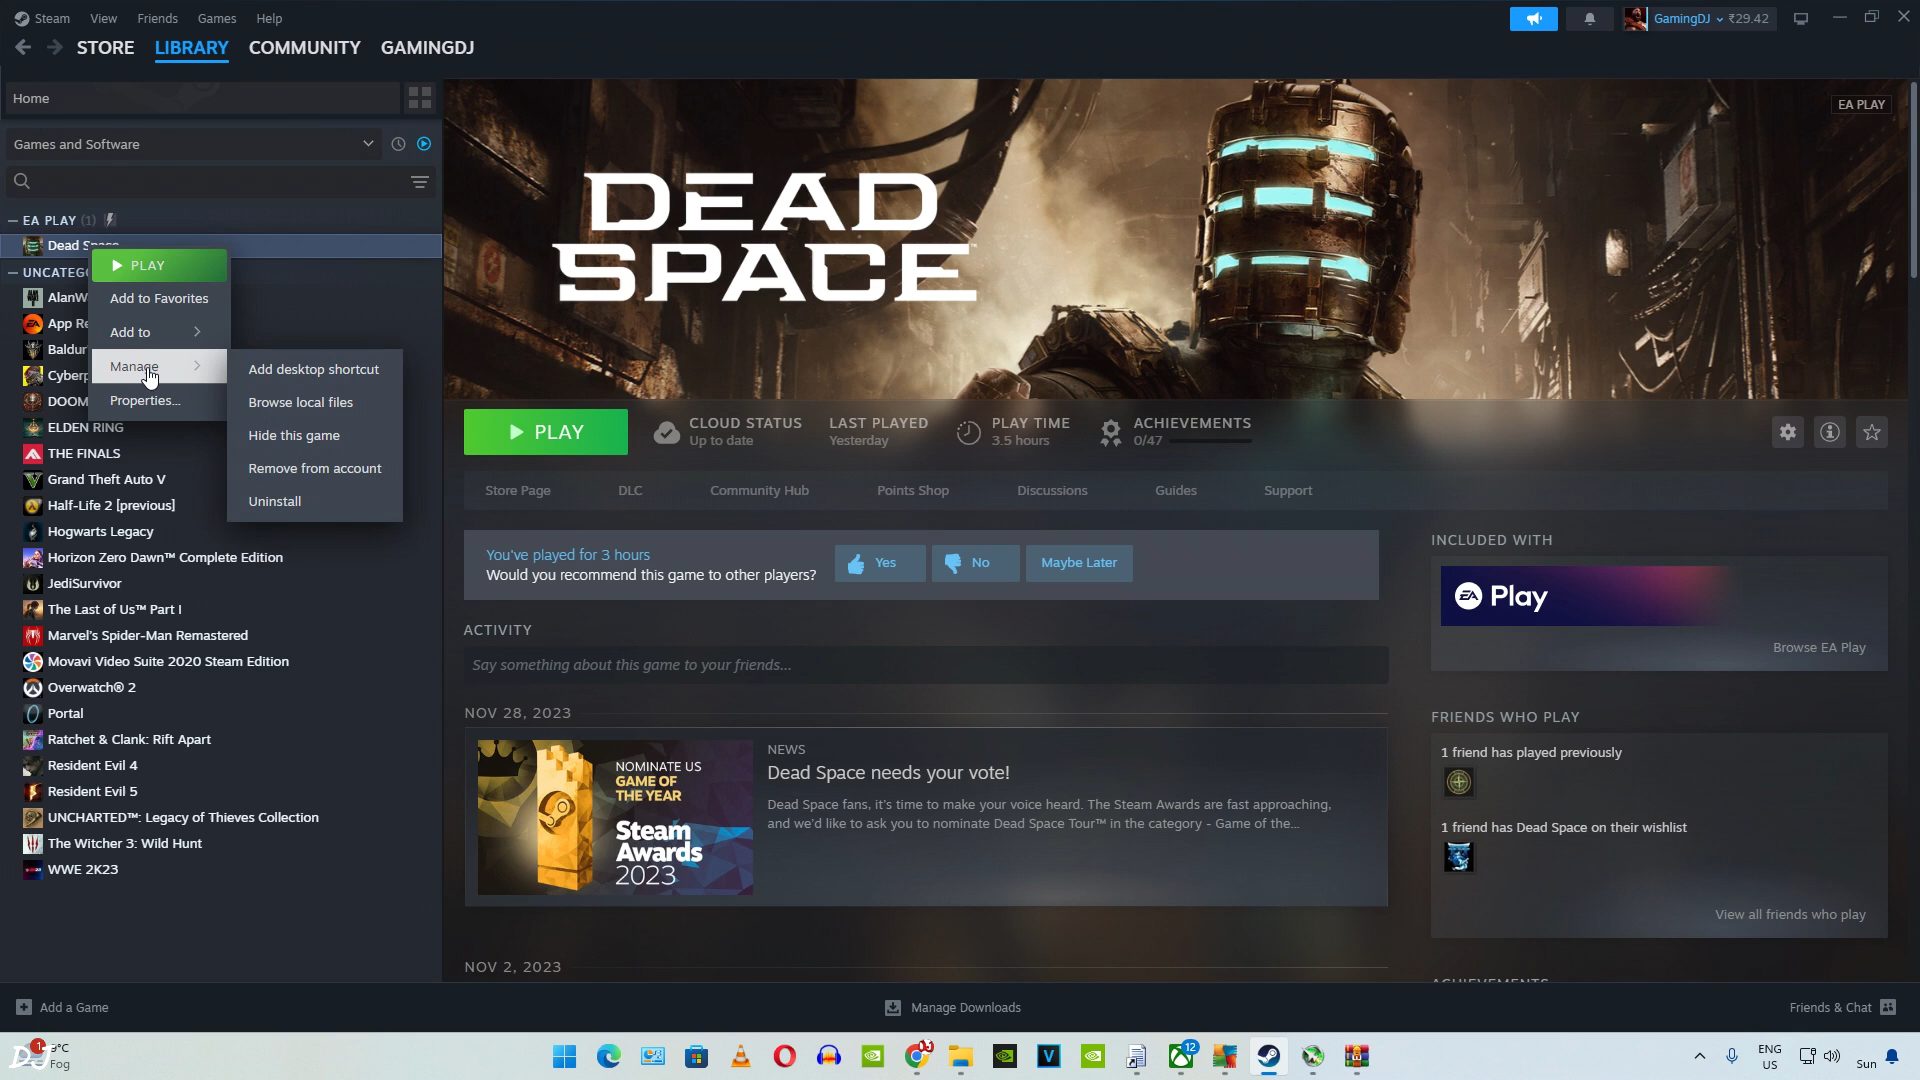 Steam View Friends Games Help
GamingDJ ₹29.42
STORE LIBRARY COMMUNITY GAMINGDJ
Home
Games and Software
EA PLAY (1)
Dead Space
UNCATEG
AlanW
App Re
Baldur
Cyberp
DOOM
ELDEN RING
THE FINALS
Grand Theft Auto V
Half-Life 2 [previous]
Hogwarts Legacy
Horizon Zero Dawn™ Complete Edition
JediSurvivor
The Last of Us™ Part I
Marvel's Spider-Man Remastered
Movavi Video Suite 2020 Steam Edition
Overwatch® 2
Portal
Ratchet & Clank: Rift Apart
Resident Evil 4
Resident Evil 5
UNCHARTED™: Legacy of Thieves Collection
The Witcher 3: Wild Hunt
WWE 2K23
PLAY
Add to Favorites
Add to
Manage
Properties...
Add desktop shortcut
Browse local files
Hide this game
Remove from account
Uninstall
EA PLAY
DEAD
SPACE
PLAY
CLOUD STATUS
Up to date
LAST PLAYED
Yesterday
PLAY TIME
3.5 hours
ACHIEVEMENTS
0/47
Store Page DLC Community Hub Points Shop Discussions Guides Support
You've played for 3 hours
Would you recommend this game to other players?
Yes No Maybe Later
ACTIVITY
Say something about this game to your friends...
NOV 28, 2023
NOMINATE US
GAME OF
THE YEAR
Steam
Awards
2023
NEWS
Dead Space needs your vote!
Dead Space fans, it's time to make your voice heard. The Steam Awards are fast approaching,
and we'd like to ask you to nominate Dead Space Tour™ in the category - Game of the...
NOV 2, 2023
INCLUDED WITH
EA Play
Browse EA Play
FRIENDS WHO PLAY
1 friend has played previously
1 friend has Dead Space on their wishlist
View all friends who play
ACHIEVEMENTS
Add a Game
Manage Downloads
Friends & Chat
DJ
1
9°C
Fog
13
V
12
ENG
US
Sun